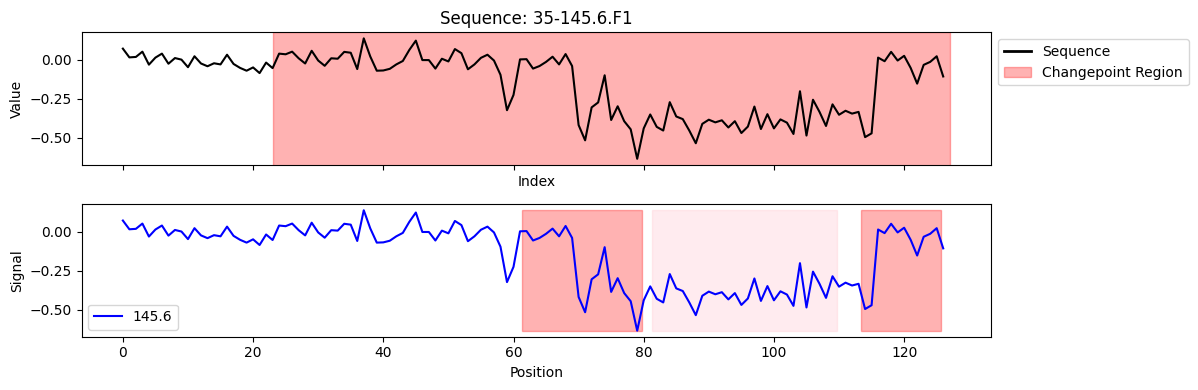 Sequence: 35-145.6.F1
Value
0.00
−0.25
−0.50
Index
Sequence
Changepoint Region
Signal
0.00
−0.25
−0.50
145.6
0 20 40 60 80 100 120
Position